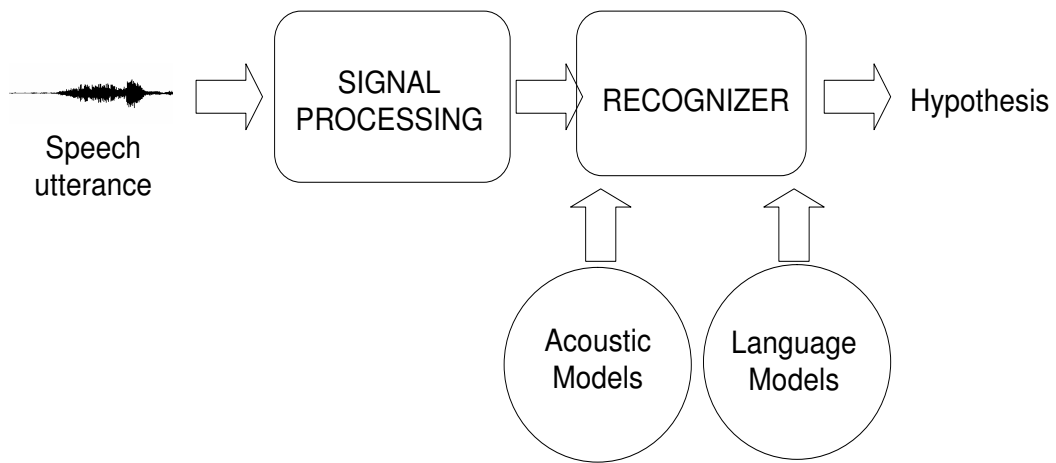 Speech
utterance
SIGNAL
PROCESSING
RECOGNIZER
Hypothesis
Acoustic
Models
Language
Models